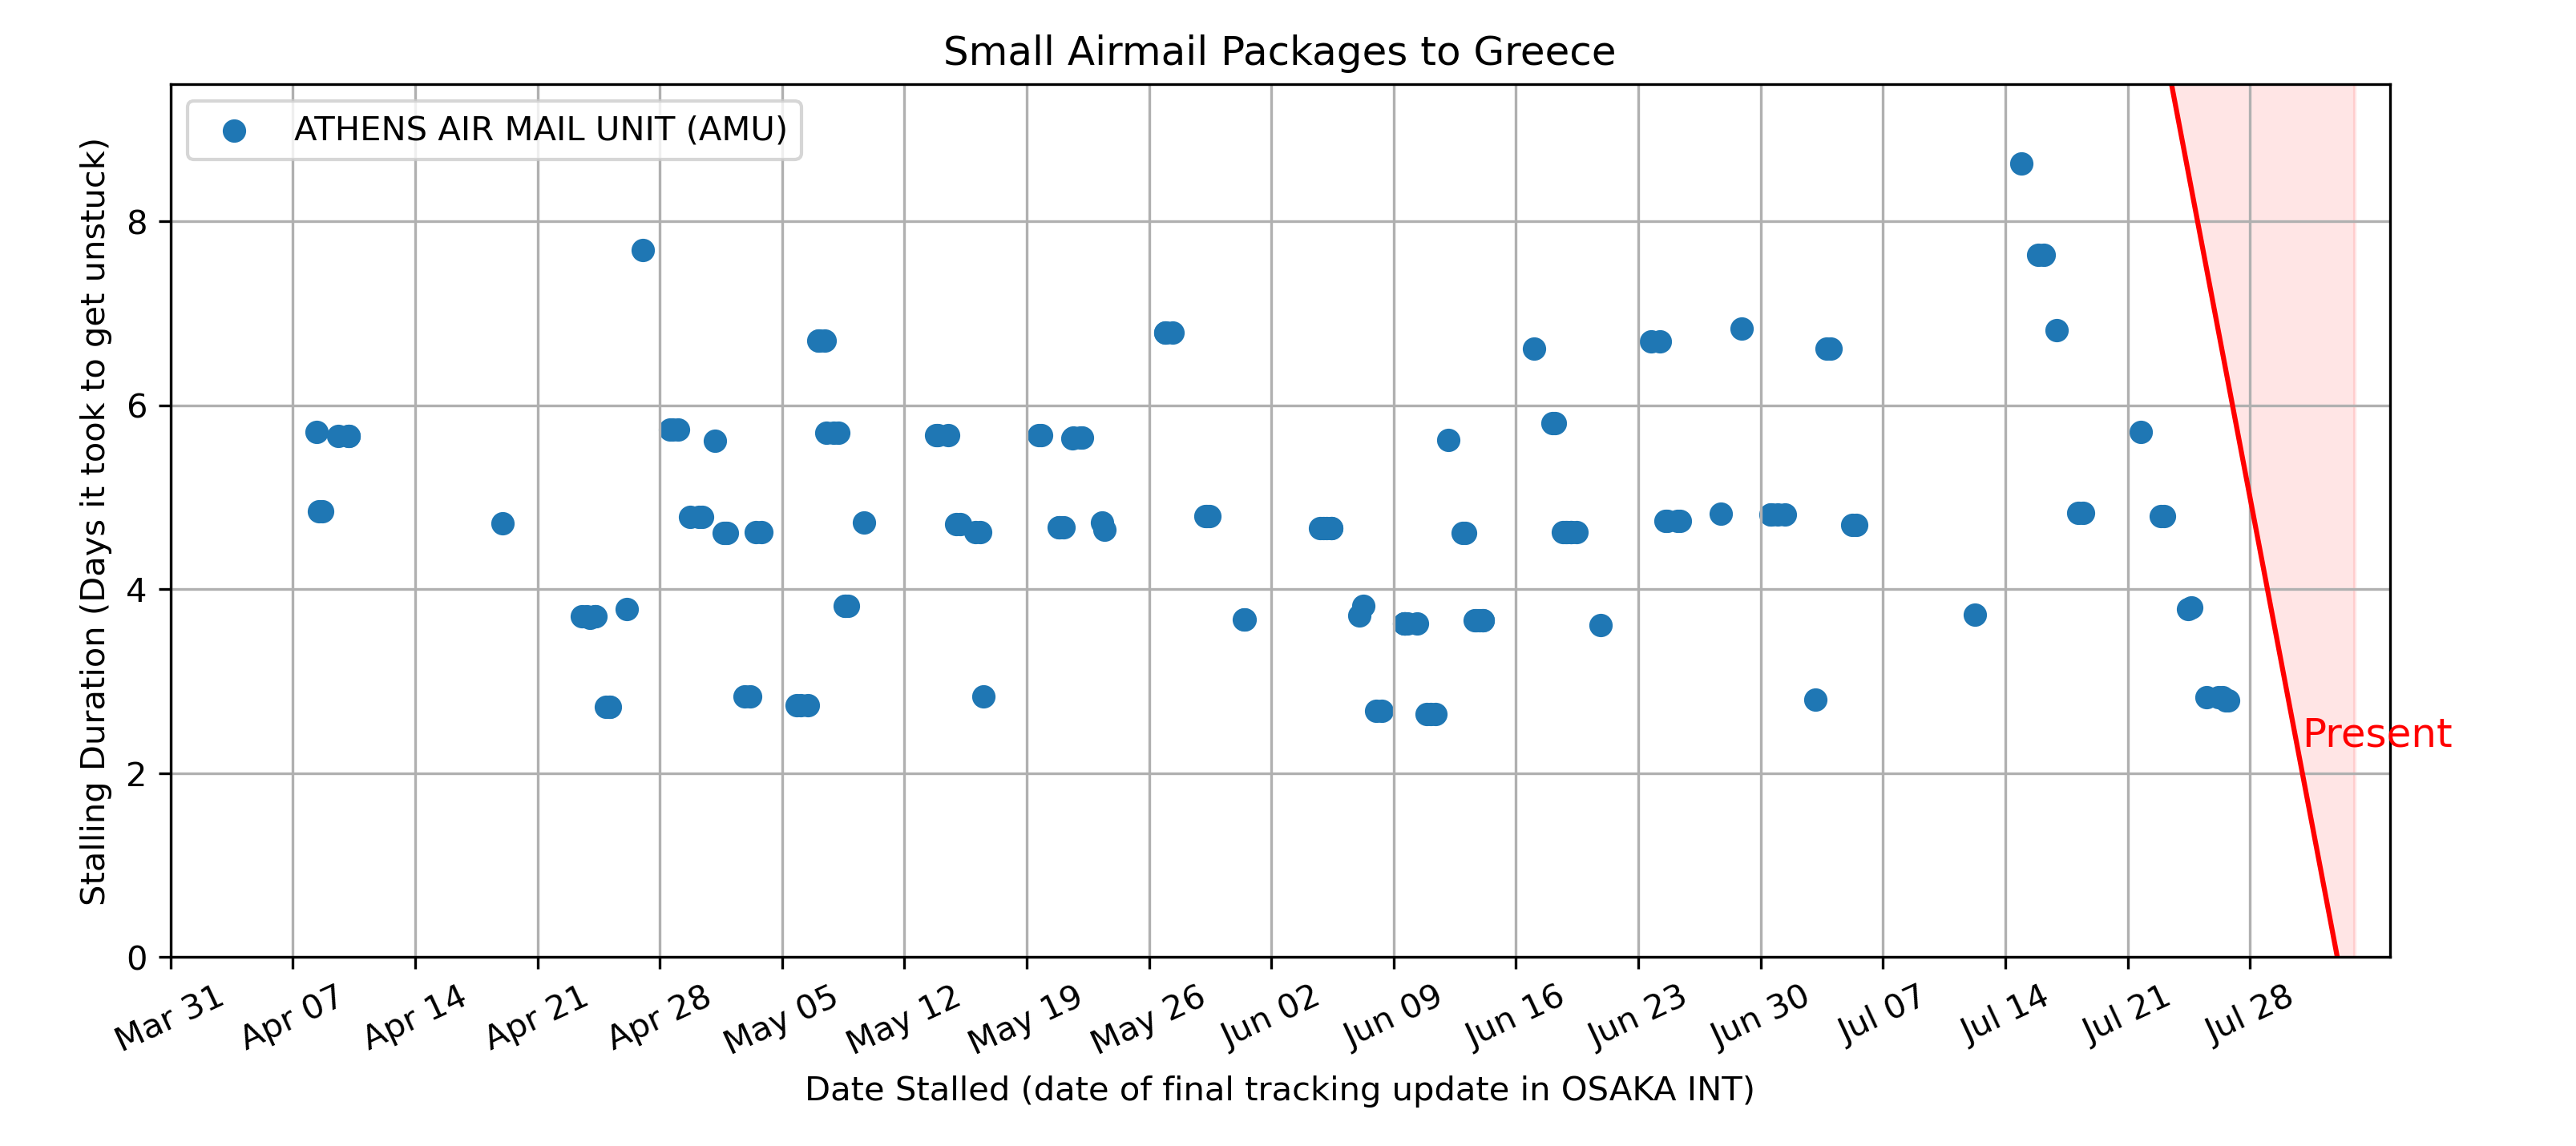 Small Airmail Packages to Greece
ATHENS AIR MAIL UNIT (AMU)
Stalling Duration (Days it took to get unstuck)
8
6
4
2
0
Present
Mar 31
Apr 07
Apr 14
Apr 21
Apr 28
May 05
May 12
May 19
May 26
Jun 02
Jun 09
Jun 16
Jun 23
Jun 30
Jul 07
Jul 14
Jul 21
Jul 28
Date Stalled (date of final tracking update in OSAKA INT)